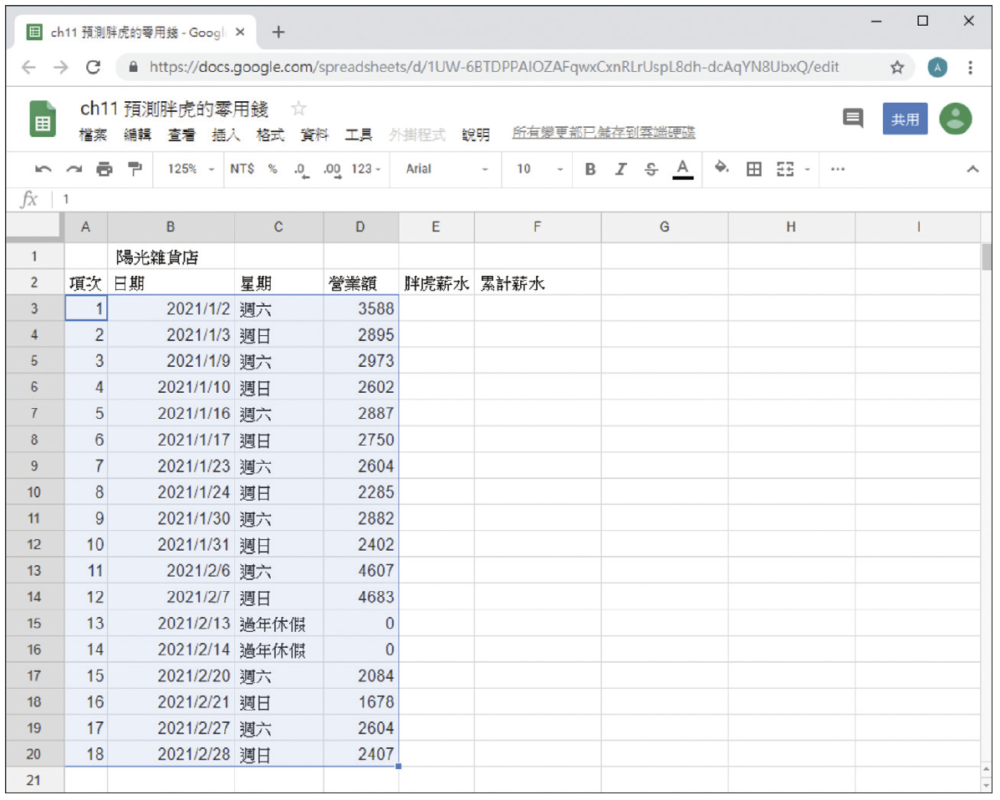 ch11 預測胖虎的零用錢 - Googl × +
https://docs.google.com/spreadsheets/d/1UW-6BTDPPAIOZAFqwxCxnRLrUspL8dh-dcAqYN8UbxQ/edit A
ch11 預測胖虎的零用錢
檔案 編輯 查看 插入 格式 資料 工具 外掛程式 說明 所有變更都已儲存到雲端硬碟 共用
125% NT$ % .0 .00 123 Arial 10 B I S A ...
fx 1
A B C D E F G H I
1 陽光雜貨店
2 項次 日期 星期 營業額 胖虎薪水 累計薪水
3 1 2021/1/2 週六 3588
4 2 2021/1/3 週日 2895
5 3 2021/1/9 週六 2973
6 4 2021/1/10 週日 2602
7 5 2021/1/16 週六 2887
8 6 2021/1/17 週日 2750
9 7 2021/1/23 週六 2604
10 8 2021/1/24 週日 2285
11 9 2021/1/30 週六 2882
12 10 2021/1/31 週日 2402
13 11 2021/2/6 週六 4607
14 12 2021/2/7 週日 4683
15 13 2021/2/13 過年休假 0
16 14 2021/2/14 過年休假 0
17 15 2021/2/20 週六 2084
18 16 2021/2/21 週日 1678
19 17 2021/2/27 週六 2604
20 18 2021/2/28 週日 2407
21